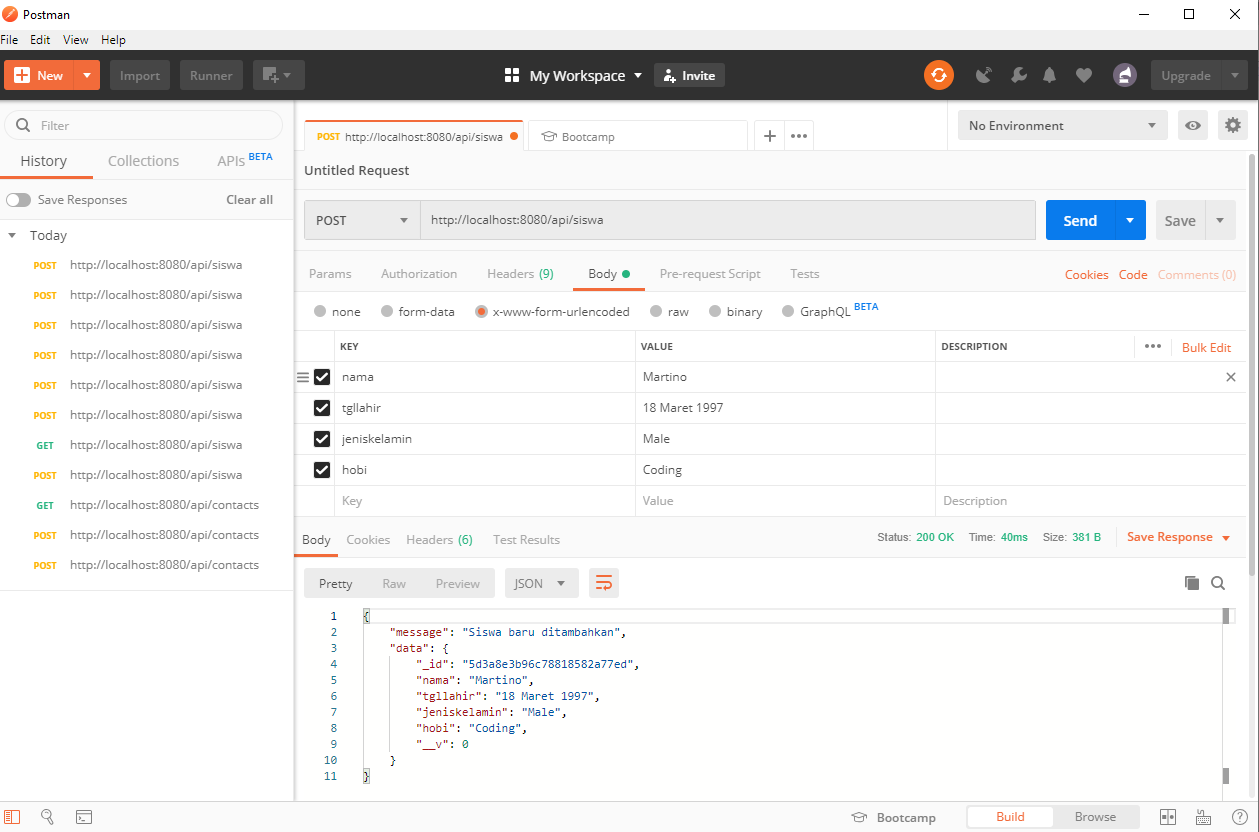 Postman
File Edit View Help
New Import Runner My Workspace Invite Upgrade
Filter
History Collections APIs BETA
Save Responses Clear all
Today
POST http://localhost:8080/api/siswa
POST http://localhost:8080/api/siswa
POST http://localhost:8080/api/siswa
POST http://localhost:8080/api/siswa
POST http://localhost:8080/api/siswa
POST http://localhost:8080/api/siswa
GET http://localhost:8080/api/siswa
POST http://localhost:8080/api/siswa
GET http://localhost:8080/api/contacts
POST http://localhost:8080/api/contacts
POST http://localhost:8080/api/contacts
POST http://localhost:8080/api/siswa Bootcamp No Environment
Untitled Request
POST http://localhost:8080/api/siswa Send Save
Params Authorization Headers (9) Body Pre-request Script Tests Cookies Code Comments (0)
none form-data x-www-form-urlencoded raw binary GraphQL BETA
KEY VALUE DESCRIPTION Bulk Edit
nama Martino
tgllahir 18 Maret 1997
jeniskelamin Male
hobi Coding
Key Value Description
Body Cookies Headers (6) Test Results Status: 200 OK Time: 40ms Size: 381 B Save Response
Pretty Raw Preview JSON
1 {
2 "message": "Siswa baru ditambahkan",
3 "data": {
4 "_id": "5d3a8e3b96c78818582a77ed",
5 "nama": "Martino",
6 "tgllahir": "18 Maret 1997",
7 "jeniskelamin": "Male",
8 "hobi": "Coding",
9 "__v": 0
10 }
11 }
Bootcamp Build Browse